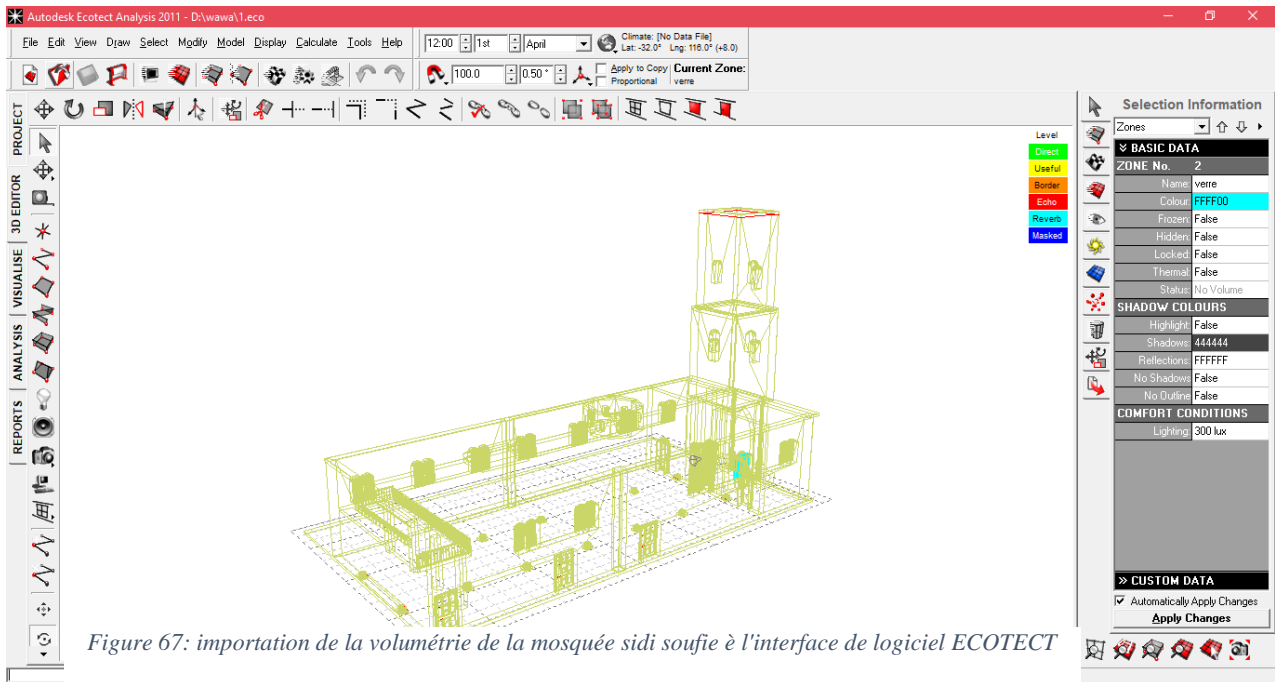 Autodesk Ecotect Analysis 2011 - D:\wawa\1.eco
File Edit View Draw Select Modify Model Display Calculate Tools Help
12:00 1st April
Climate: [No Data File]
Lat: -32.0° Lng: 116.0° (+8.0)
100.0 0.50 °
Apply to Copy
Proportional
Current Zone:
verre
PROJECT
3D EDITOR
VISUALISE
ANALYSIS
REPORTS
Level
Direct
Useful
Border
Echo
Reverb
Masked
Selection Information
Zones
BASIC DATA
ZONE No. 2
Name: verre
Colour: FFFF00
Frozen: False
Hidden: False
Locked: False
Thermal: False
Status: No Volume
SHADOW COLOURS
Highlight: False
Shadows: 444444
Reflections: FFFFFF
No Shadows: False
No Outline: False
COMFORT CONDITIONS
Lighting: 300 lux
CUSTOM DATA
Automatically Apply Changes
Apply Changes
Figure 67: importation de la volumétrie de la mosquée sidi soufie è l'interface de logiciel ECOTECT